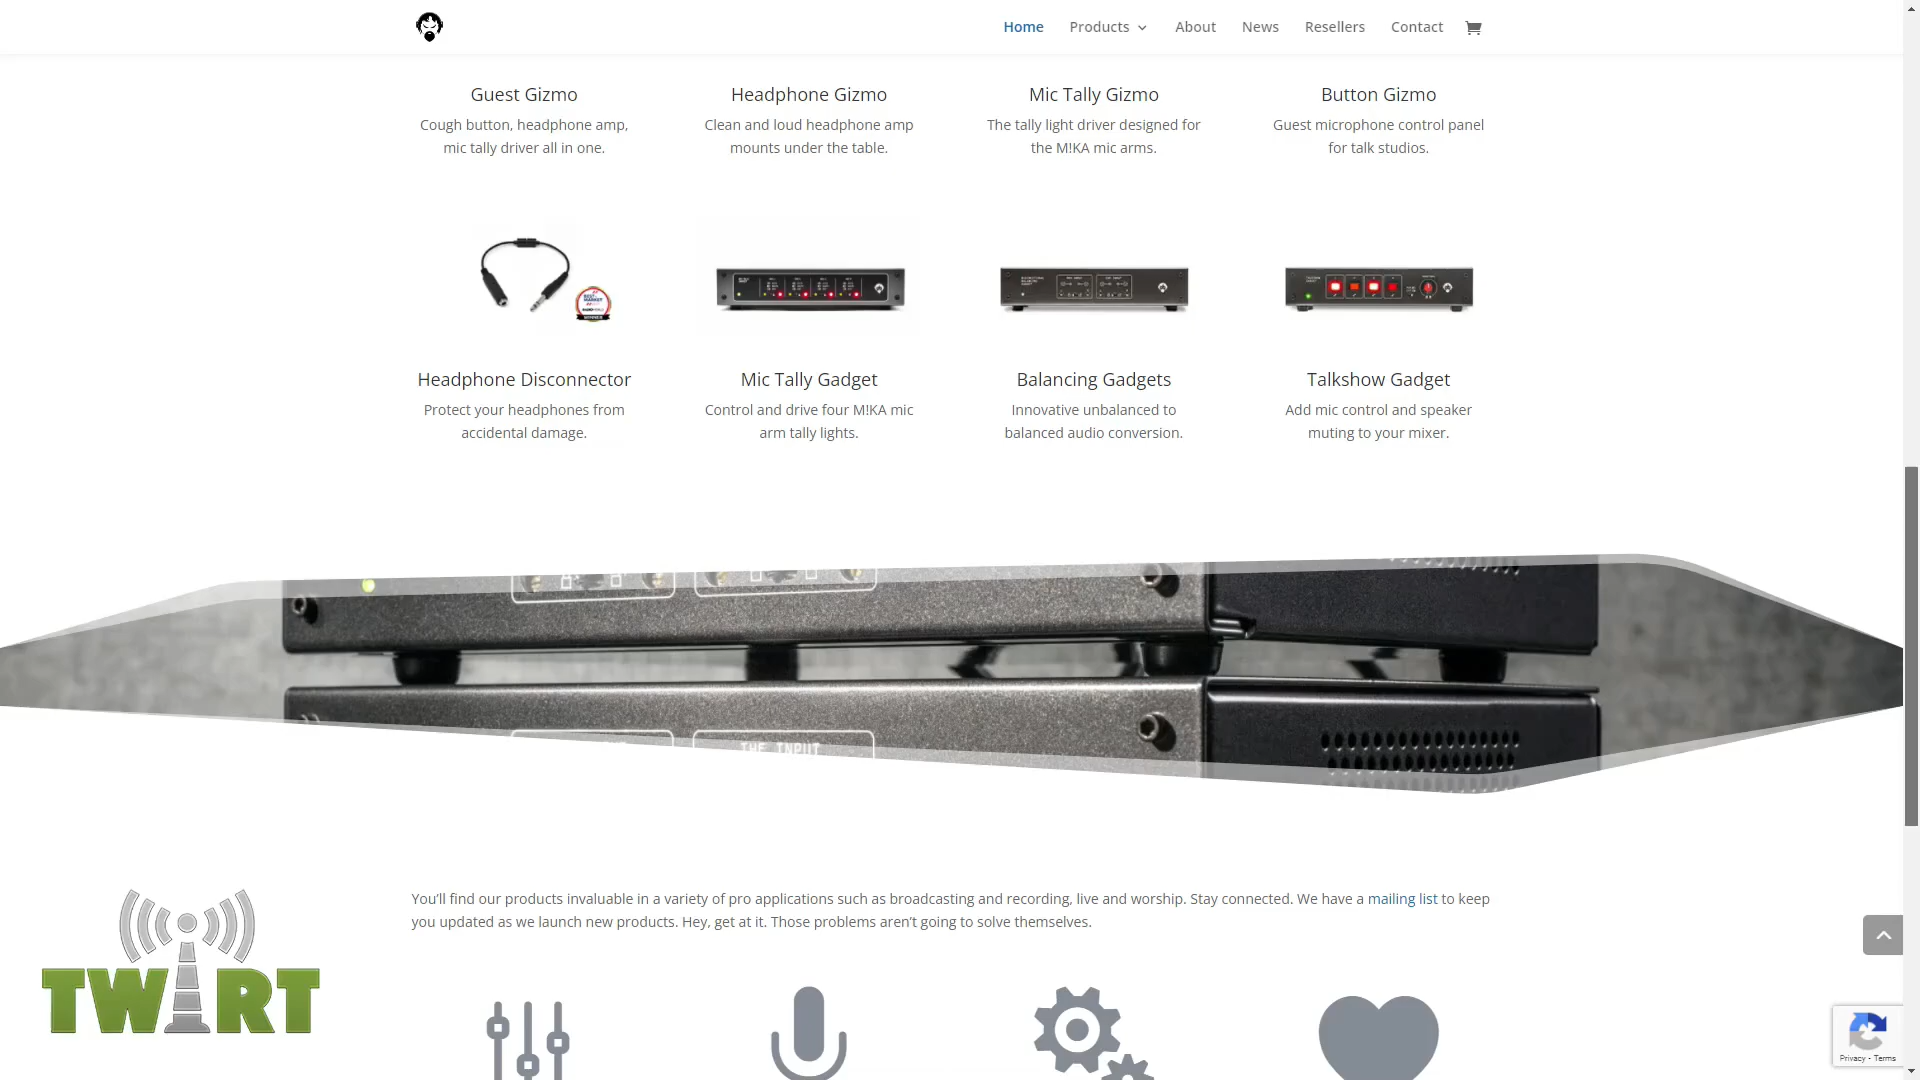 Home Products About News Resellers Contact
Guest Gizmo
Cough button, headphone amp,
mic tally driver all in one.
Headphone Gizmo
Clean and loud headphone amp
mounts under the table.
Mic Tally Gizmo
The tally light driver designed for
the M!KA mic arms.
Button Gizmo
Guest microphone control panel
for talk studios.
Headphone Disconnector
Protect your headphones from
accidental damage.
Mic Tally Gadget
Control and drive four M!KA mic
arm tally lights.
Balancing Gadgets
Innovative unbalanced to
balanced audio conversion.
Talkshow Gadget
Add mic control and speaker
muting to your mixer.
THE INPUT
You’ll find our products invaluable in a variety of pro applications such as broadcasting and recording, live and worship. Stay connected. We have a mailing list to keep
you updated as we launch new products. Hey, get at it. Those problems aren’t going to solve themselves.
TWiRT
Privacy - Terms